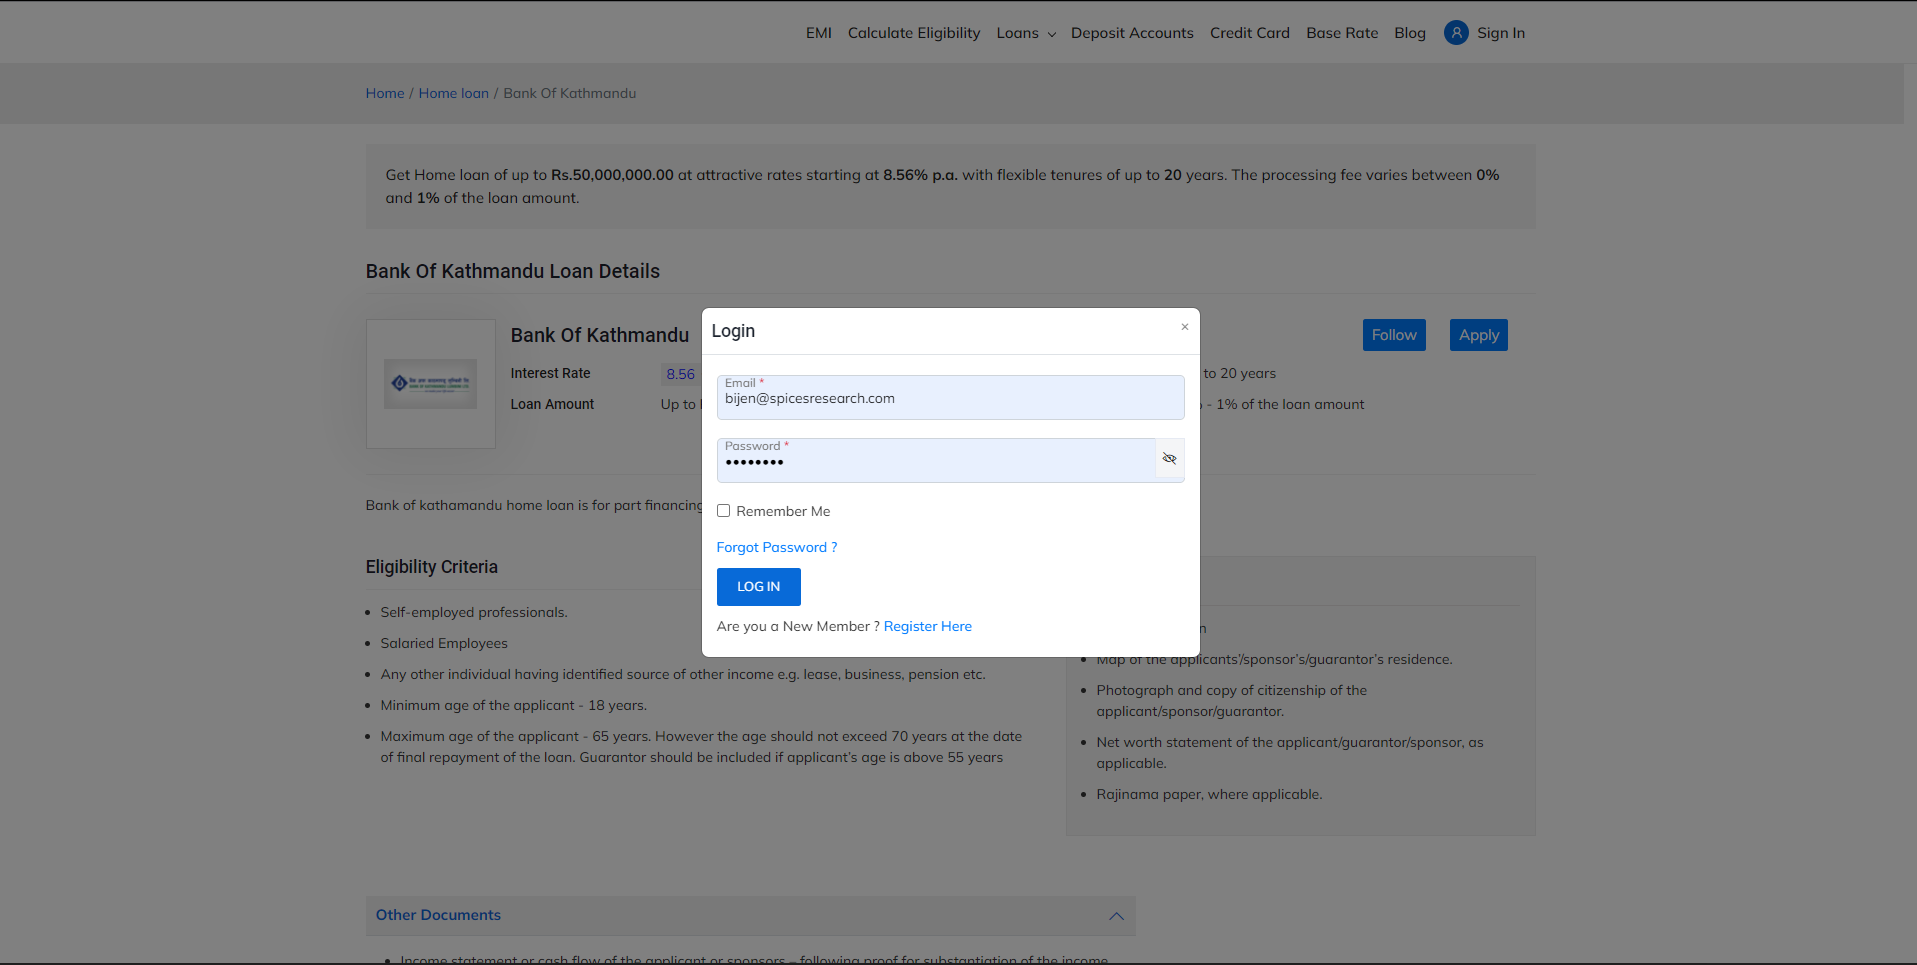 EMI Calculate Eligibility Loans Deposit Accounts Credit Card Base Rate Blog Sign In
Home / Home loan / Bank Of Kathmandu
Get Home loan of up to Rs.50,000,000.00 at attractive rates starting at 8.56% p.a. with flexible tenures of up to 20 years. The processing fee varies between 0%
and 1% of the loan amount.
Bank Of Kathmandu Loan Details
Bank Of Kathmandu
Follow Apply
Interest Rate 8.56 to 20 years
Loan Amount Up to - 1% of the loan amount
Login ×
Email *
bijen@spicesresearch.com
Password *
••••••••
Remember Me
Forgot Password ?
LOG IN
Are you a New Member ? Register Here
Bank of kathamandu home loan is for part financing
Eligibility Criteria
Self-employed professionals.
Salaried Employees
Any other individual having identified source of other income e.g. lease, business, pension etc.
Minimum age of the applicant - 18 years.
Maximum age of the applicant - 65 years. However the age should not exceed 70 years at the date
of final repayment of the loan. Guarantor should be included if applicant's age is above 55 years
Map of the applicants'/sponsor's/guarantor's residence.
Photograph and copy of citizenship of the
applicant/sponsor/guarantor.
Net worth statement of the applicant/guarantor/sponsor, as
applicable.
Rajinama paper, where applicable.
Other Documents
Income statement or cash flow of the applicant or sponsors – following proof for substantiation of the income